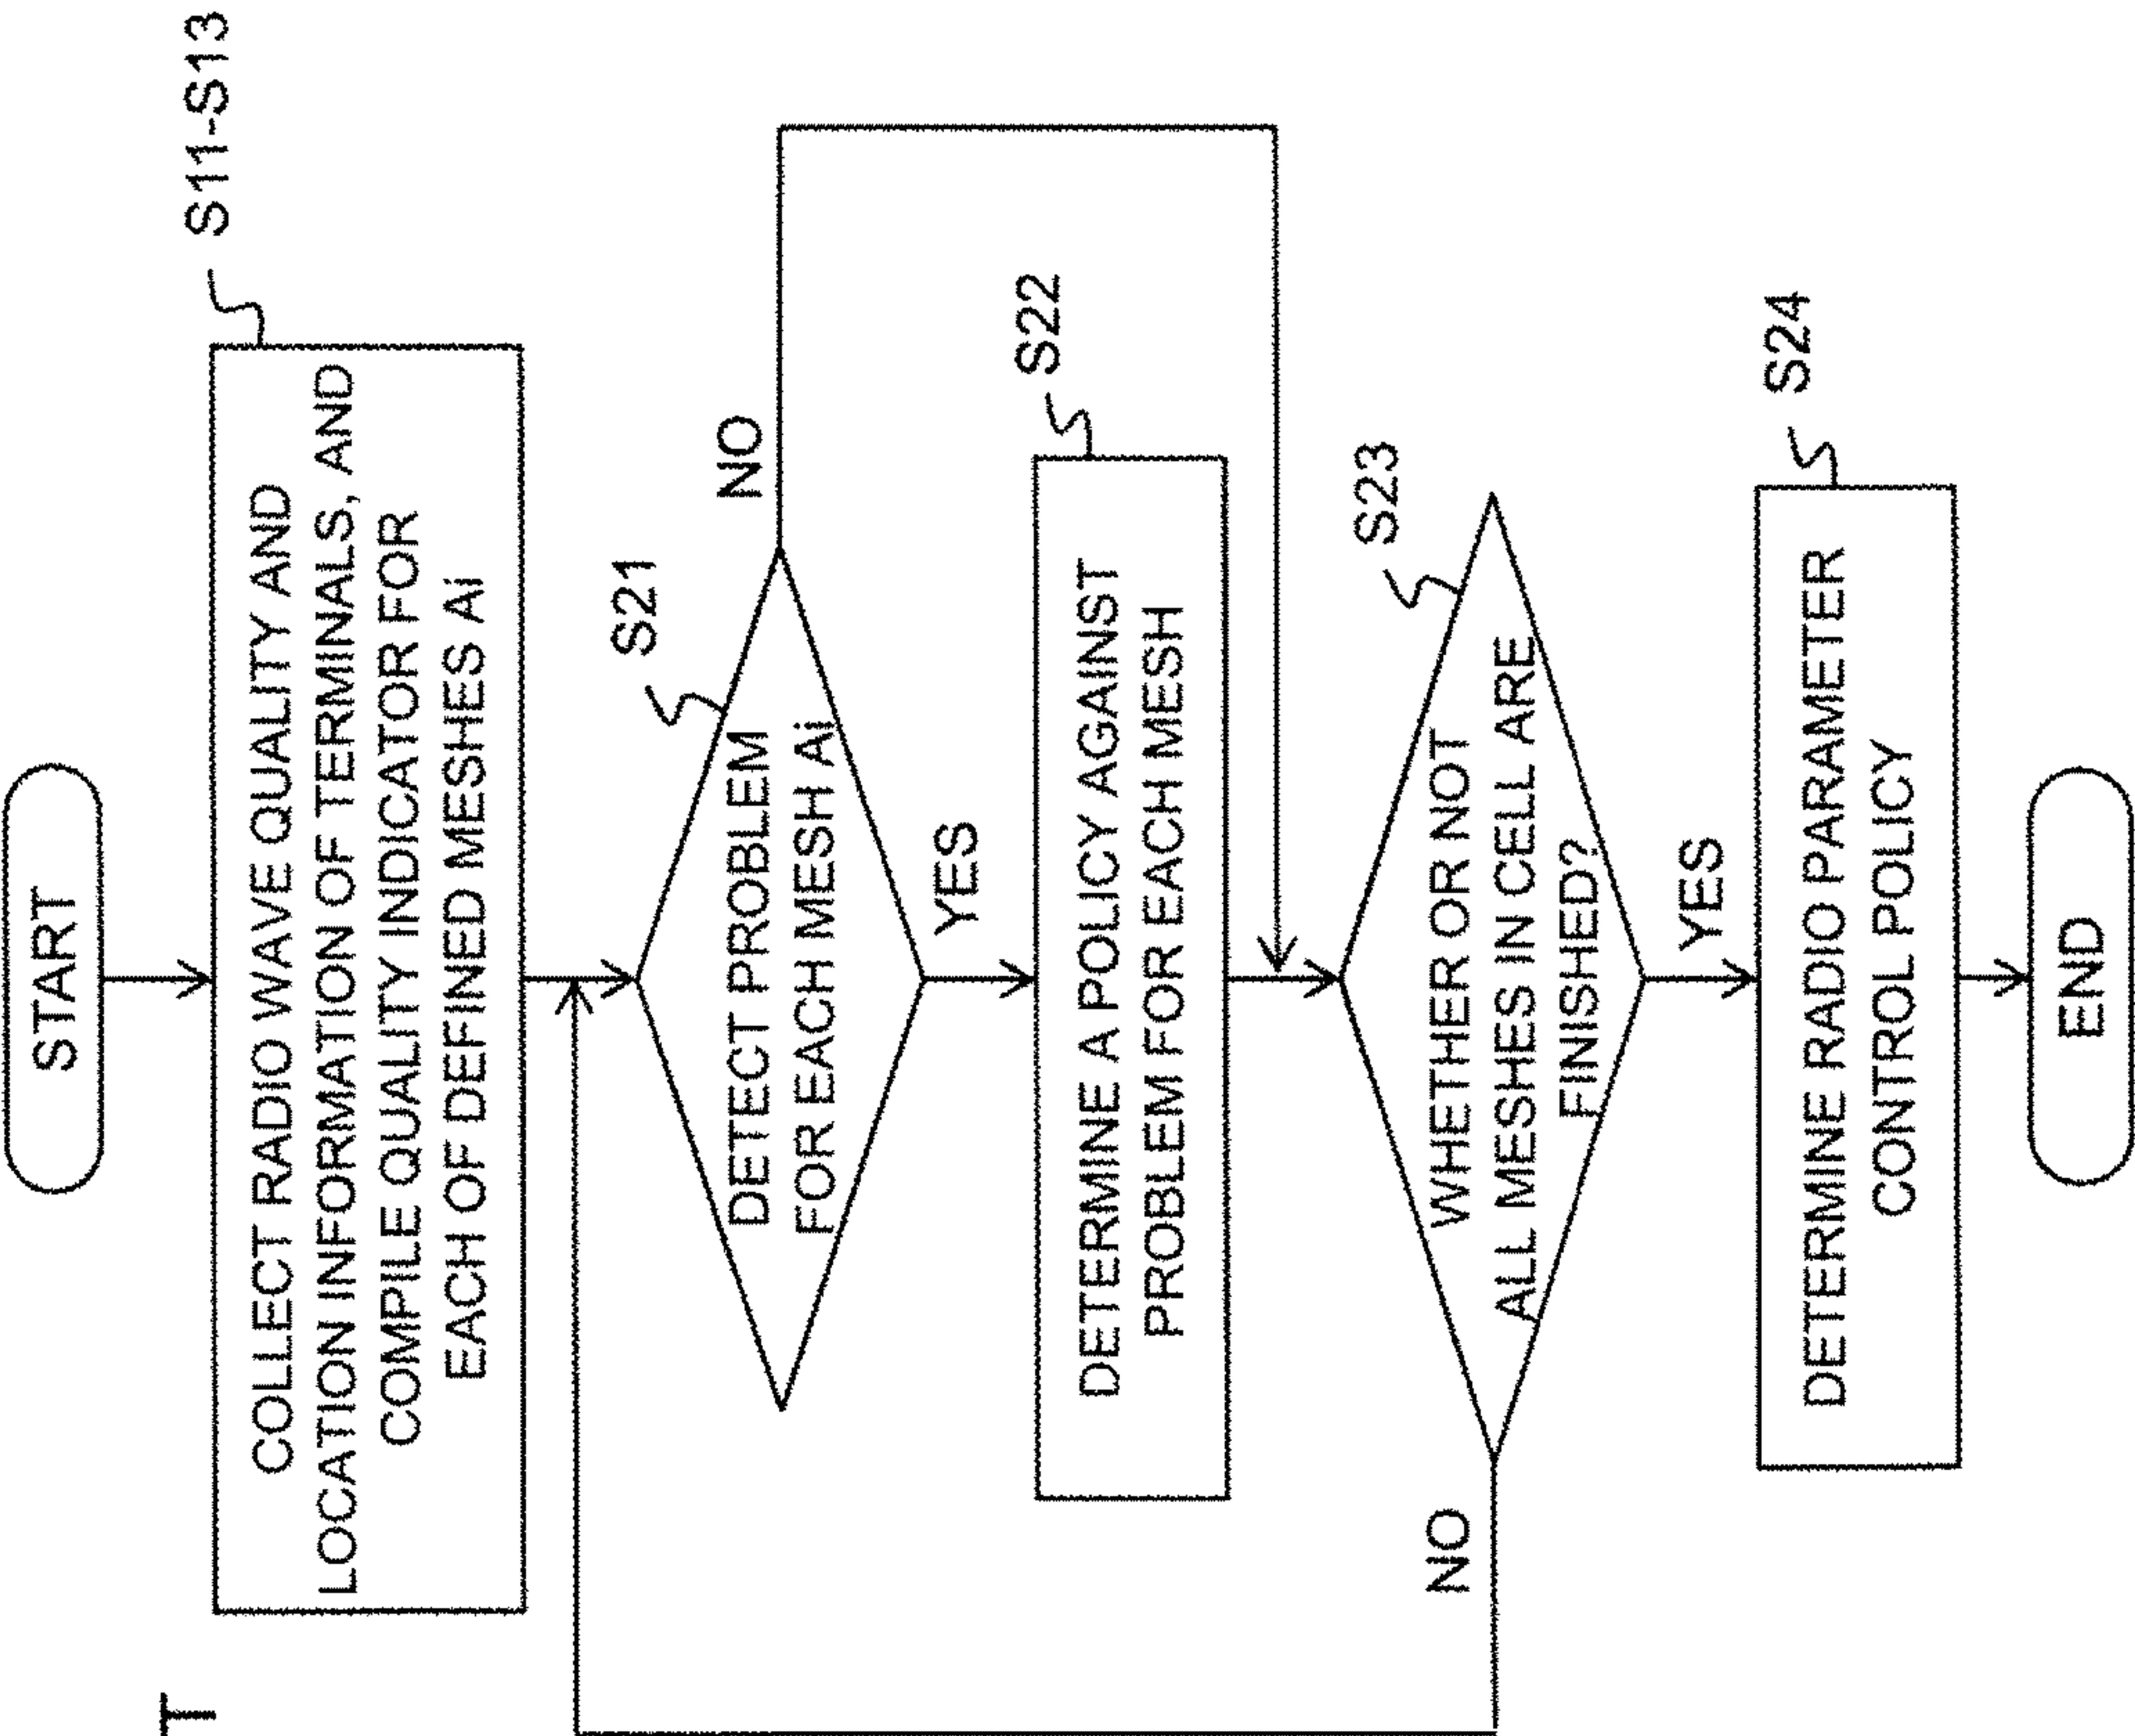 START
S11-S13
COLLECT RADIO WAVE QUALITY AND
LOCATION INFORMATION OF TERMINALS, AND
COMPILE QUALITY INDICATOR FOR
EACH OF DEFINED MESHES Ai
S21
DETECT PROBLEM
FOR EACH MESH Ai
NO
YES
S22
DETERMINE A POLICY AGAINST
PROBLEM FOR EACH MESH
S23
WHETHER OR NOT
ALL MESHES IN CELL ARE
FINISHED?
NO
YES
S24
DETERMINE RADIO PARAMETER
CONTROL POLICY
END
T